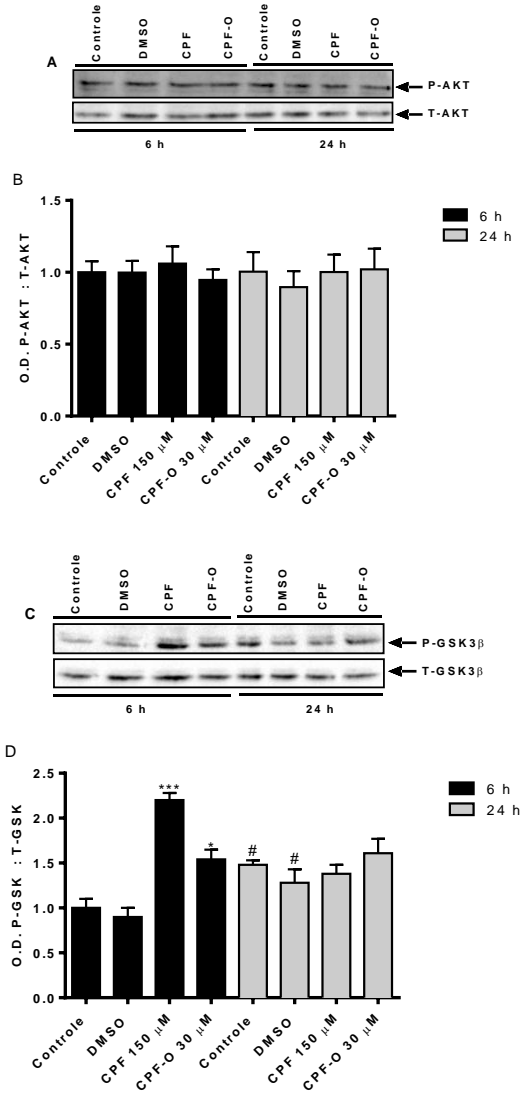 Controle
DMSO
CPF
CPF-O
Controle
DMSO
CPF
CPF-O
A
P-AKT
T-AKT
6 h
24 h
B
O.D. P-AKT : T-AKT
1.5
1.0
0.5
0.0
6 h
24 h
Controle
DMSO
CPF 150 μM
CPF-O 30 μM
Controle
DMSO
CPF 150 μM
CPF-O 30 μM
Controle
DMSO
CPF
CPF-O
Controle
DMSO
CPF
CPF-O
C
P-GSK3β
T-GSK3β
6 h
24 h
D
O.D. P-GSK : T-GSK
2.5
2.0
1.5
1.0
0.5
0.0
***
*
#
#
6 h
24 h
Controle
DMSO
CPF 150 μM
CPF-O 30 μM
Controle
DMSO
CPF 150 μM
CPF-O 30 μM